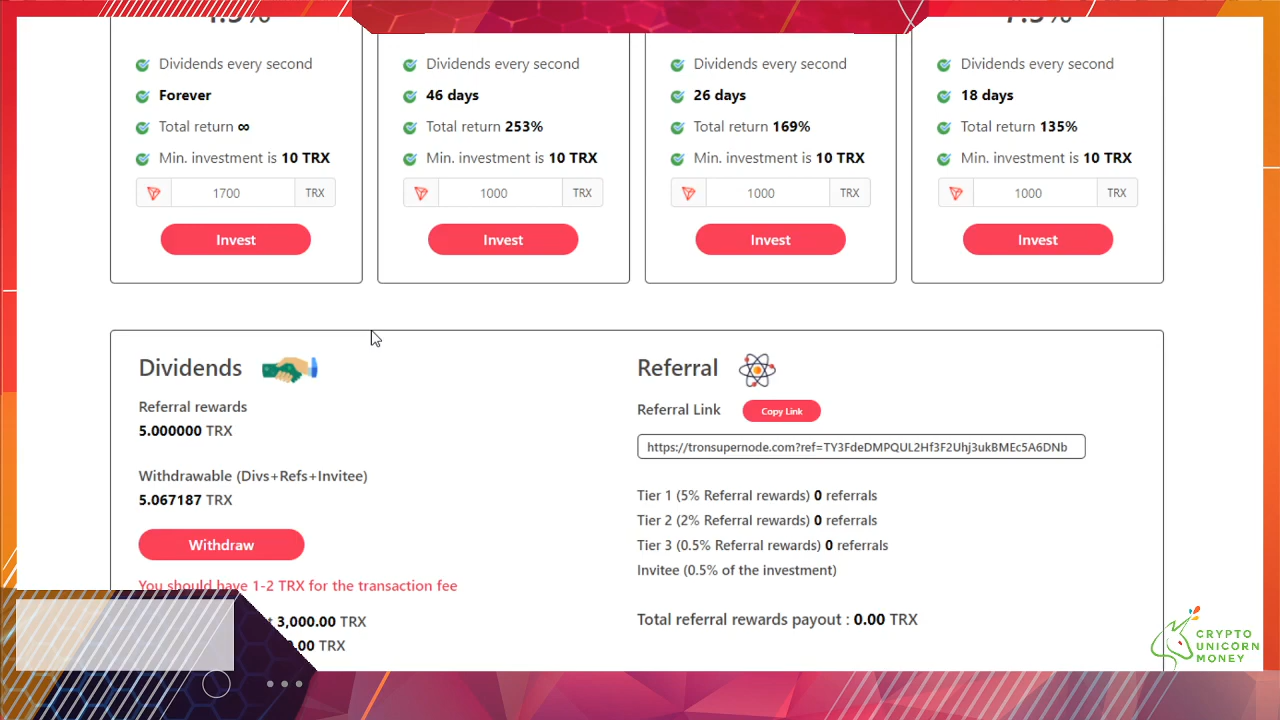 Dividends every second
Forever
Total return ∞
Min. investment is 10 TRX
1700 TRX
Invest
Dividends every second
46 days
Total return 253%
Min. investment is 10 TRX
1000 TRX
Invest
Dividends every second
26 days
Total return 169%
Min. investment is 10 TRX
1000 TRX
Invest
Dividends every second
18 days
Total return 135%
Min. investment is 10 TRX
1000 TRX
Invest
Dividends
Referral rewards
5.000000 TRX
Withdrawable (Divs+Refs+Invitee)
5.067187 TRX
Withdraw
You should have 1-2 TRX for the transaction fee
3,000.00 TRX
.00 TRX
Referral
Referral Link Copy Link
https://tronsupernode.com?ref=TY3FdeDMPQUL2Hf3F2Uhj3ukBMEc5A6DNb
Tier 1 (5% Referral rewards) 0 referrals
Tier 2 (2% Referral rewards) 0 referrals
Tier 3 (0.5% Referral rewards) 0 referrals
Invitee (0.5% of the investment)
Total referral rewards payout : 0.00 TRX
CRYPTO
UNICORN
MONEY